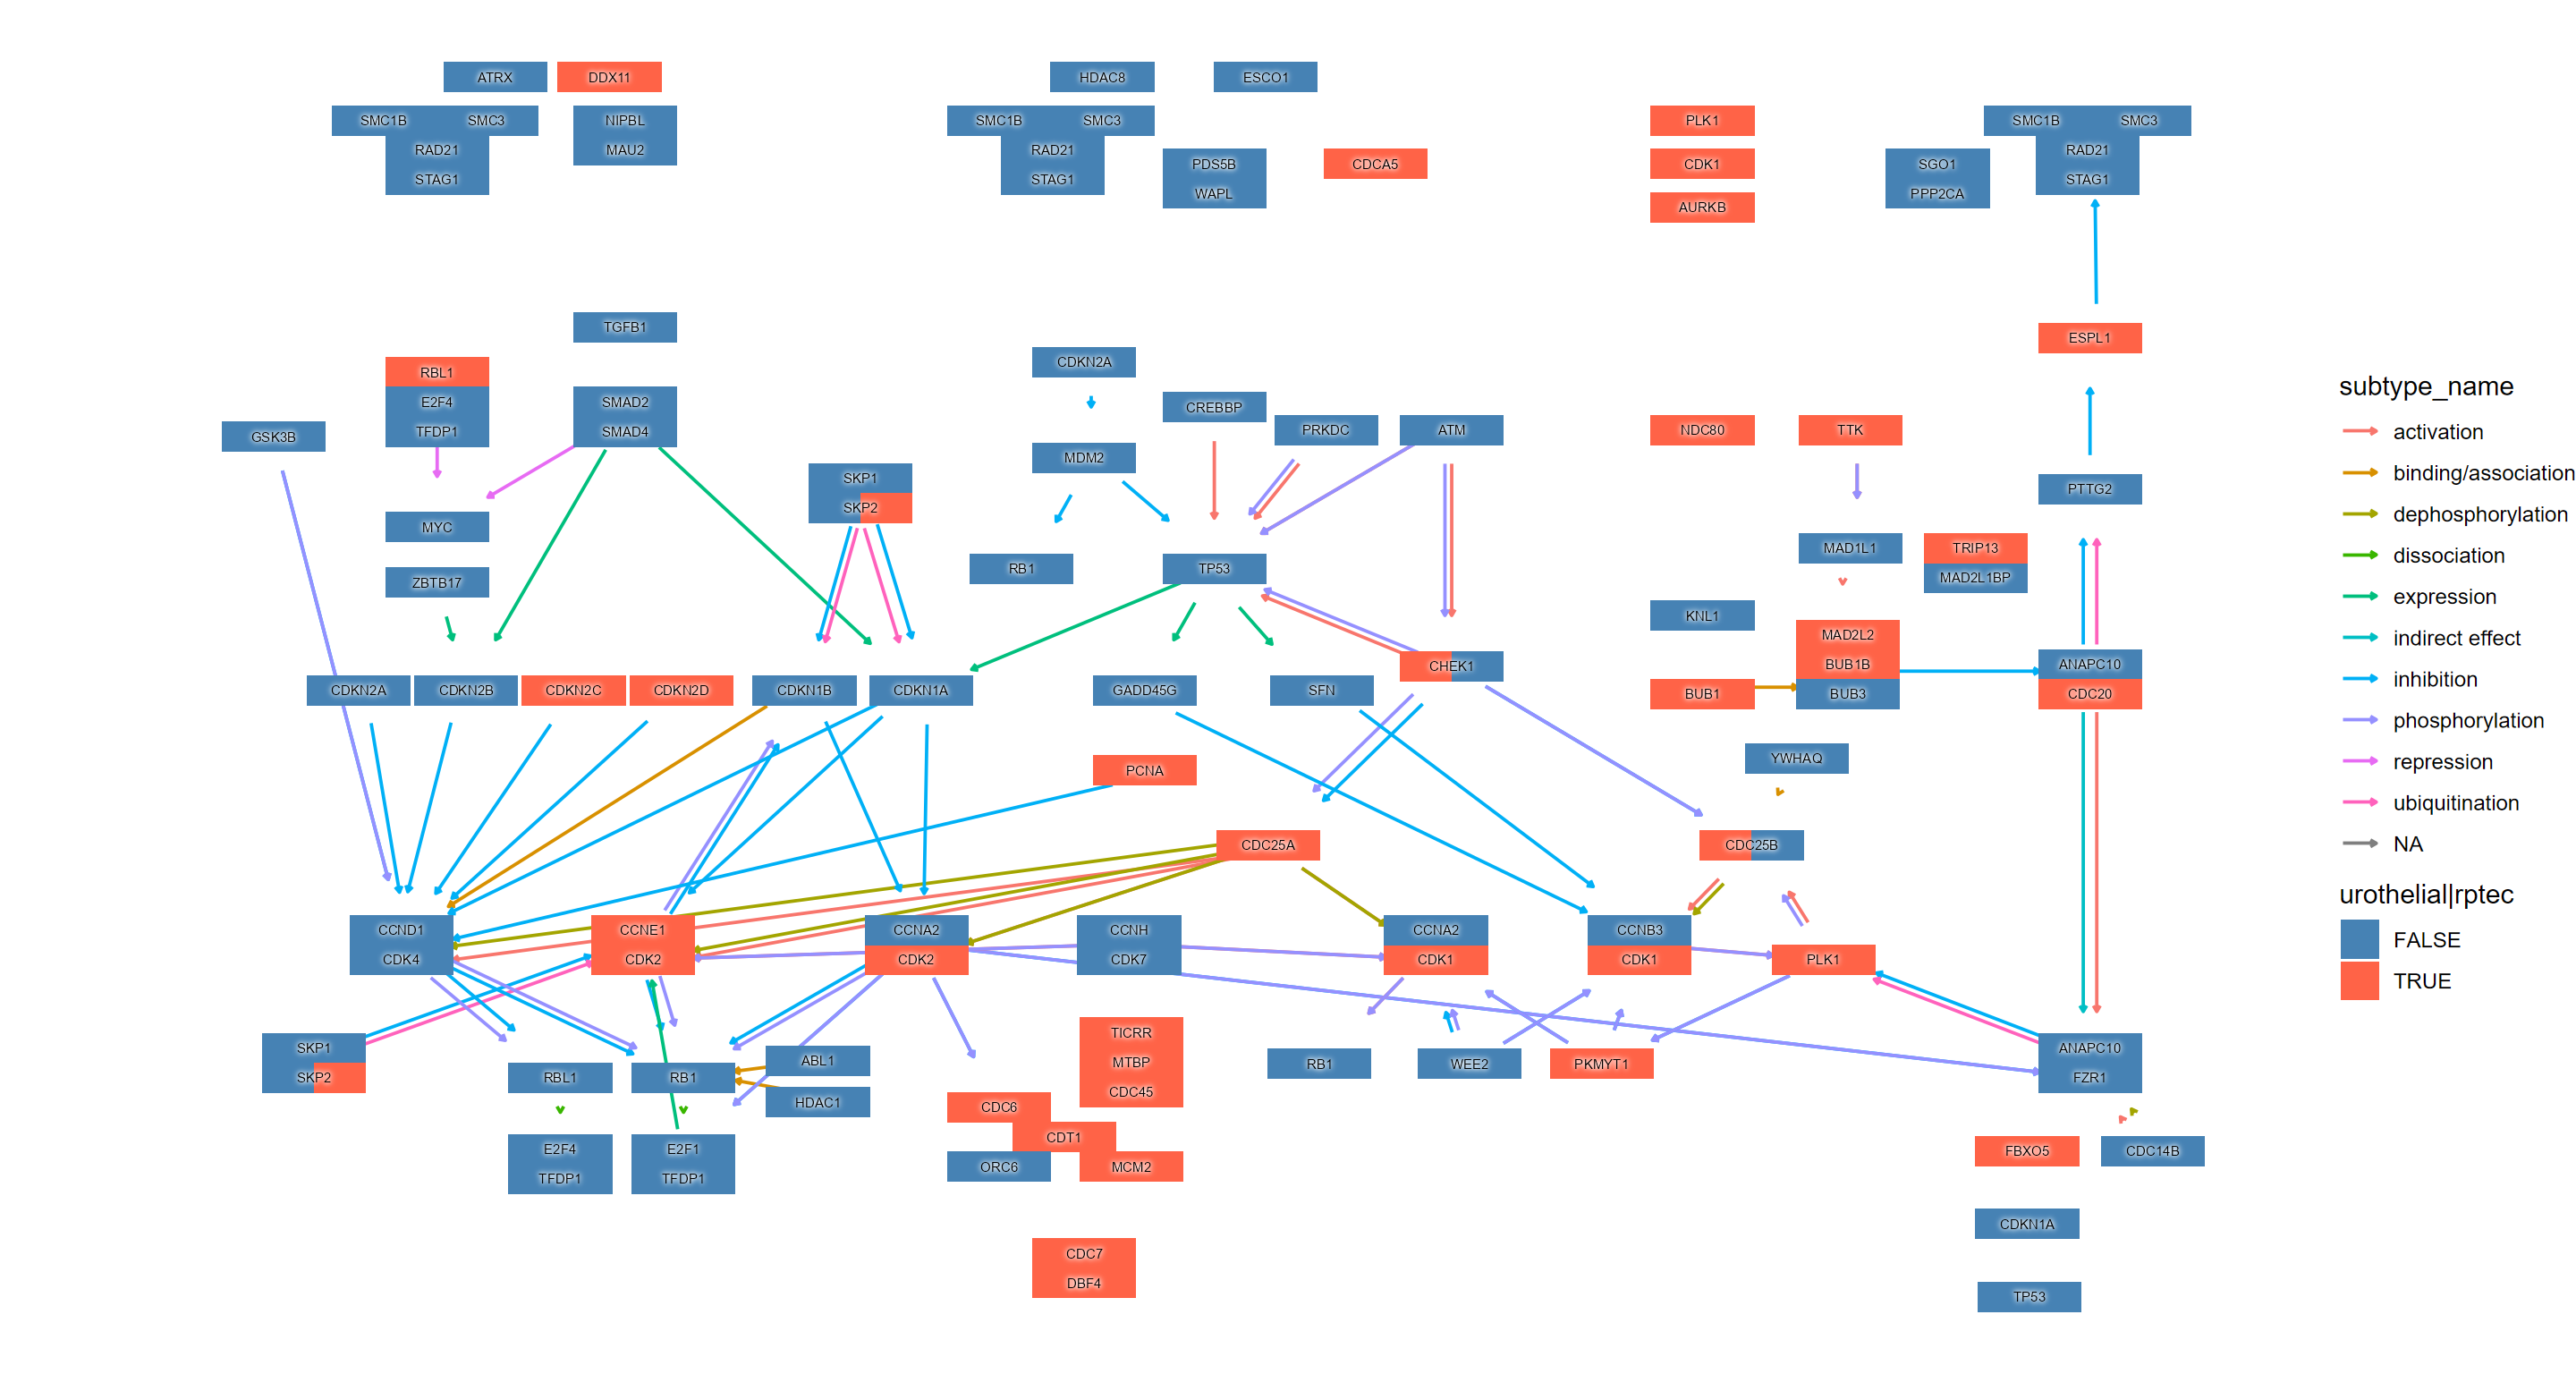 ATRX
DDX11
HDAC8
ESCO1
SMC1B
SMC3
RAD21
STAG1
NIPBL
MAU2
SMC1B
SMC3
RAD21
STAG1
PDS5B
WAPL
CDCA5
PLK1
CDK1
AURKB
SGO1
PPP2CA
SMC1B
SMC3
RAD21
STAG1
TGFB1
ESPL1
CDKN2A
RBL1
E2F4
TFDP1
SMAD2
SMAD4
CREBBP
PRKDC
ATM
NDC80
TTK
GSK3B
MDM2
SKP1
SKP2
PTTG2
MYC
ZBTB17
RB1
TP53
MAD1L1
TRIP13
MAD2L1BP
KNL1
MAD2L2
BUB1B
BUB3
BUB1
CHEK1
ANAPC10
CDC20
CDKN2A
CDKN2B
CDKN2C
CDKN2D
CDKN1B
CDKN1A
GADD45G
SFN
YWHAQ
PCNA
CDC25A
CDC25B
CCND1
CDK4
CCNE1
CDK2
CCNA2
CDK2
CCNH
CDK7
CCNA2
CDK1
CCNB3
CDK1
PLK1
SKP1
SKP2
RBL1
RB1
ABL1
HDAC1
TICRR
MTBP
CDC45
RB1
WEE2
PKMYT1
ANAPC10
FZR1
CDC6
CDT1
ORC6
MCM2
E2F4
TFDP1
E2F1
TFDP1
FBXO5
CDC14B
CDKN1A
CDC7
DBF4
TP53
subtype_name
activation
binding/association
dephosphorylation
dissociation
expression
indirect effect
inhibition
phosphorylation
repression
ubiquitination
NA
urothelial|rptec
FALSE
TRUE